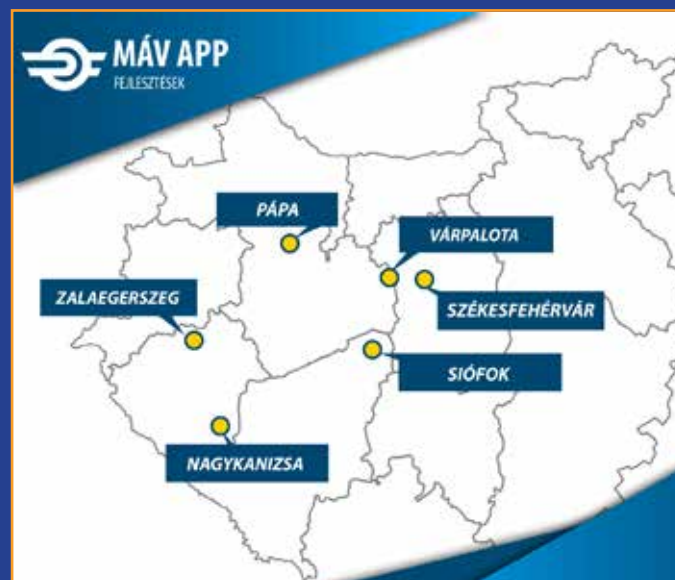 MÁV APP
FEJLESZTÉSEK
PÁPA
VÁRPALOTA
ZALAEGERSZEG
SZÉKESFEHÉRVÁR
SIÓFOK
NAGYKANIZSA